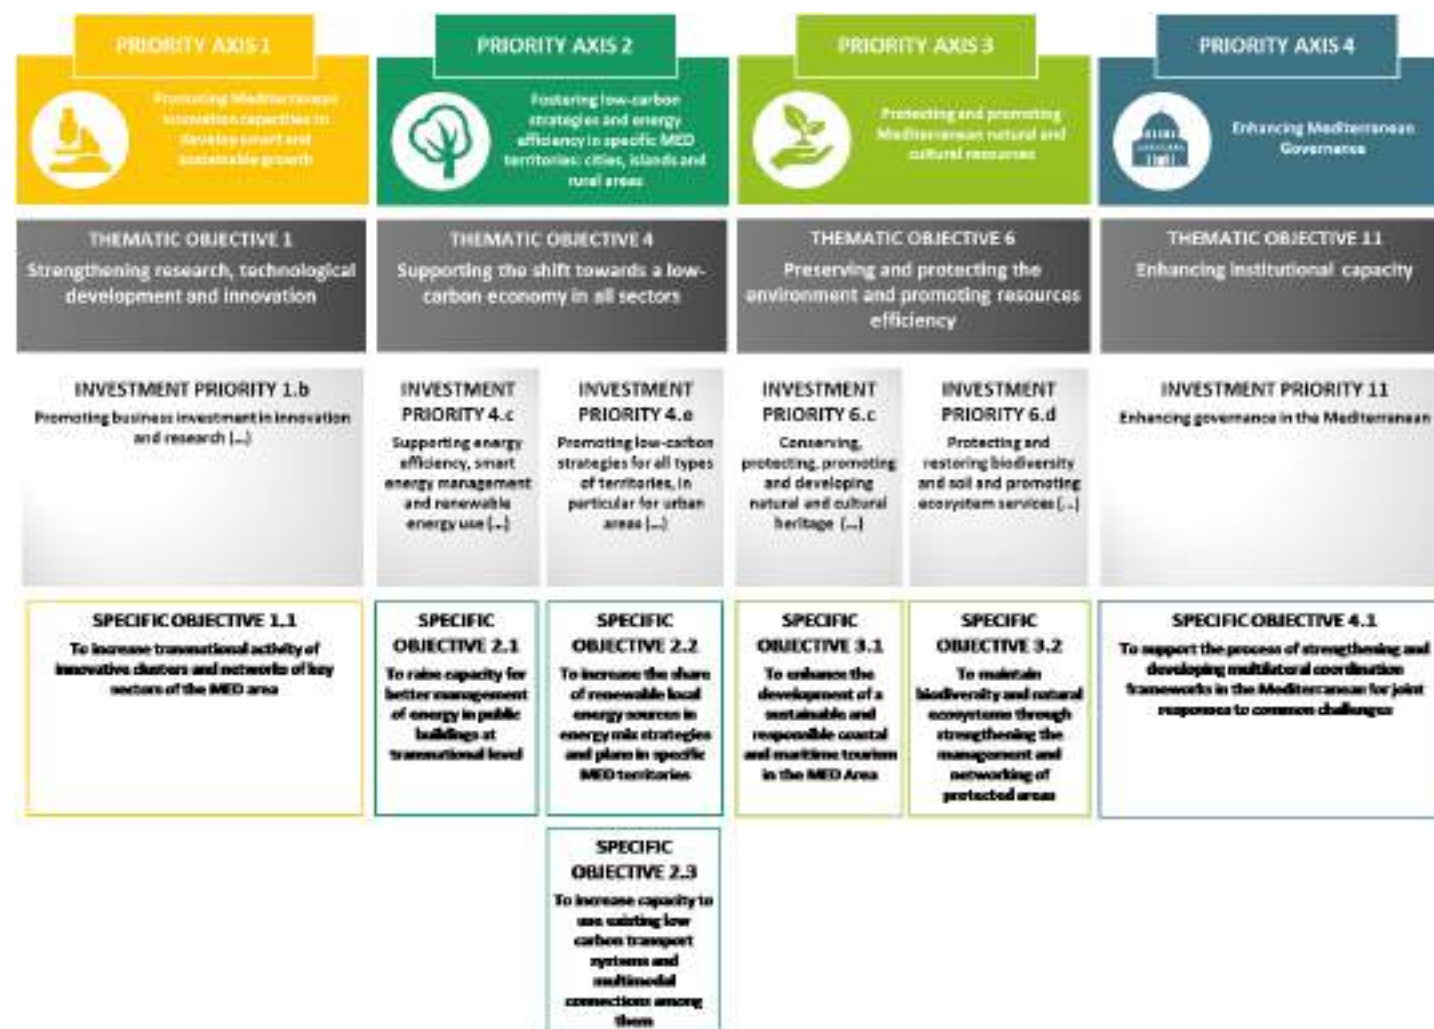 PRIORITY AXIS 1
Promoting Mediterranean
innovation capacities to
develop smart and
sustainable growth
PRIORITY AXIS 2
Fostering low-carbon
strategies and energy
efficiency in specific MED
territories: cities, islands and
rural areas
PRIORITY AXIS 3
Protecting and promoting
Mediterranean natural and
cultural resources
PRIORITY AXIS 4
Enhancing Mediterranean
Governance
THEMATIC OBJECTIVE 1
Strengthening research, technological
development and innovation
THEMATIC OBJECTIVE 4
Supporting the shift towards a low-
carbon economy in all sectors
THEMATIC OBJECTIVE 6
Preserving and protecting the
environment and promoting resources
efficiency
THEMATIC OBJECTIVE 11
Enhancing institutional capacity
INVESTMENT PRIORITY 1.b
Promoting business investment in innovation
and research (...)
INVESTMENT
PRIORITY 4.c
Supporting energy
efficiency, smart
energy management
and renewable
energy use (...)
INVESTMENT
PRIORITY 4.e
Promoting low-carbon
strategies for all types
of territories, in
particular for urban
areas (...)
INVESTMENT
PRIORITY 6.c
Conserving,
protecting, promoting
and developing
natural and cultural
heritage (...)
INVESTMENT
PRIORITY 6.d
Protecting and
restoring biodiversity
and soil and promoting
ecosystem services (...)
INVESTMENT PRIORITY 11
Enhancing governance in the Mediterranean
SPECIFIC OBJECTIVE 1.1
To increase transnational activity of
innovative clusters and networks of key
sectors of the MED area
SPECIFIC
OBJECTIVE 2.1
To raise capacity for
better management
of energy in public
buildings at
transnational level
SPECIFIC
OBJECTIVE 2.2
To increase the share
of renewable local
energy sources in
energy mix strategies
and plans in specific
MED territories
SPECIFIC
OBJECTIVE 3.1
To enhance the
development of a
sustainable and
responsible coastal
and maritime tourism
in the MED Area
SPECIFIC
OBJECTIVE 3.2
To maintain
biodiversity and natural
ecosystems through
strengthening the
management and
networking of
protected areas
SPECIFIC OBJECTIVE 4.1
To support the process of strengthening and
developing multilateral coordination
frameworks in the Mediterranean for joint
responses to common challenges
SPECIFIC
OBJECTIVE 2.3
To increase capacity to
use existing low
carbon transport
systems and
multimodal
connections among
them